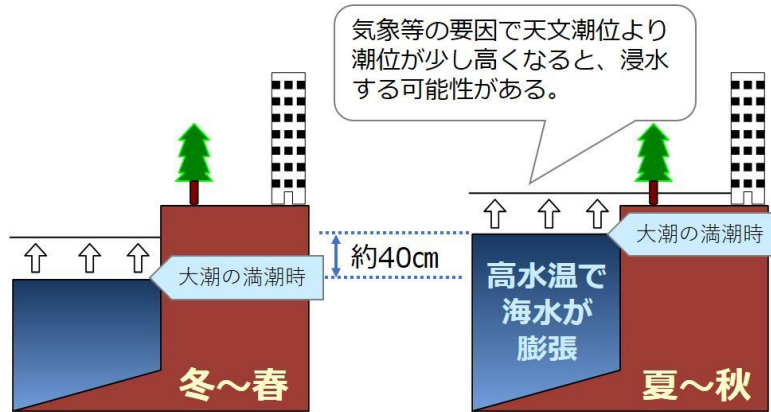 気象等の要因で天文潮位より
潮位が少し高くなると、浸水
する可能性がある。
大潮の満潮時
約40㎝
大潮の満潮時
高水温で
海水が
膨張
冬～春
夏～秋